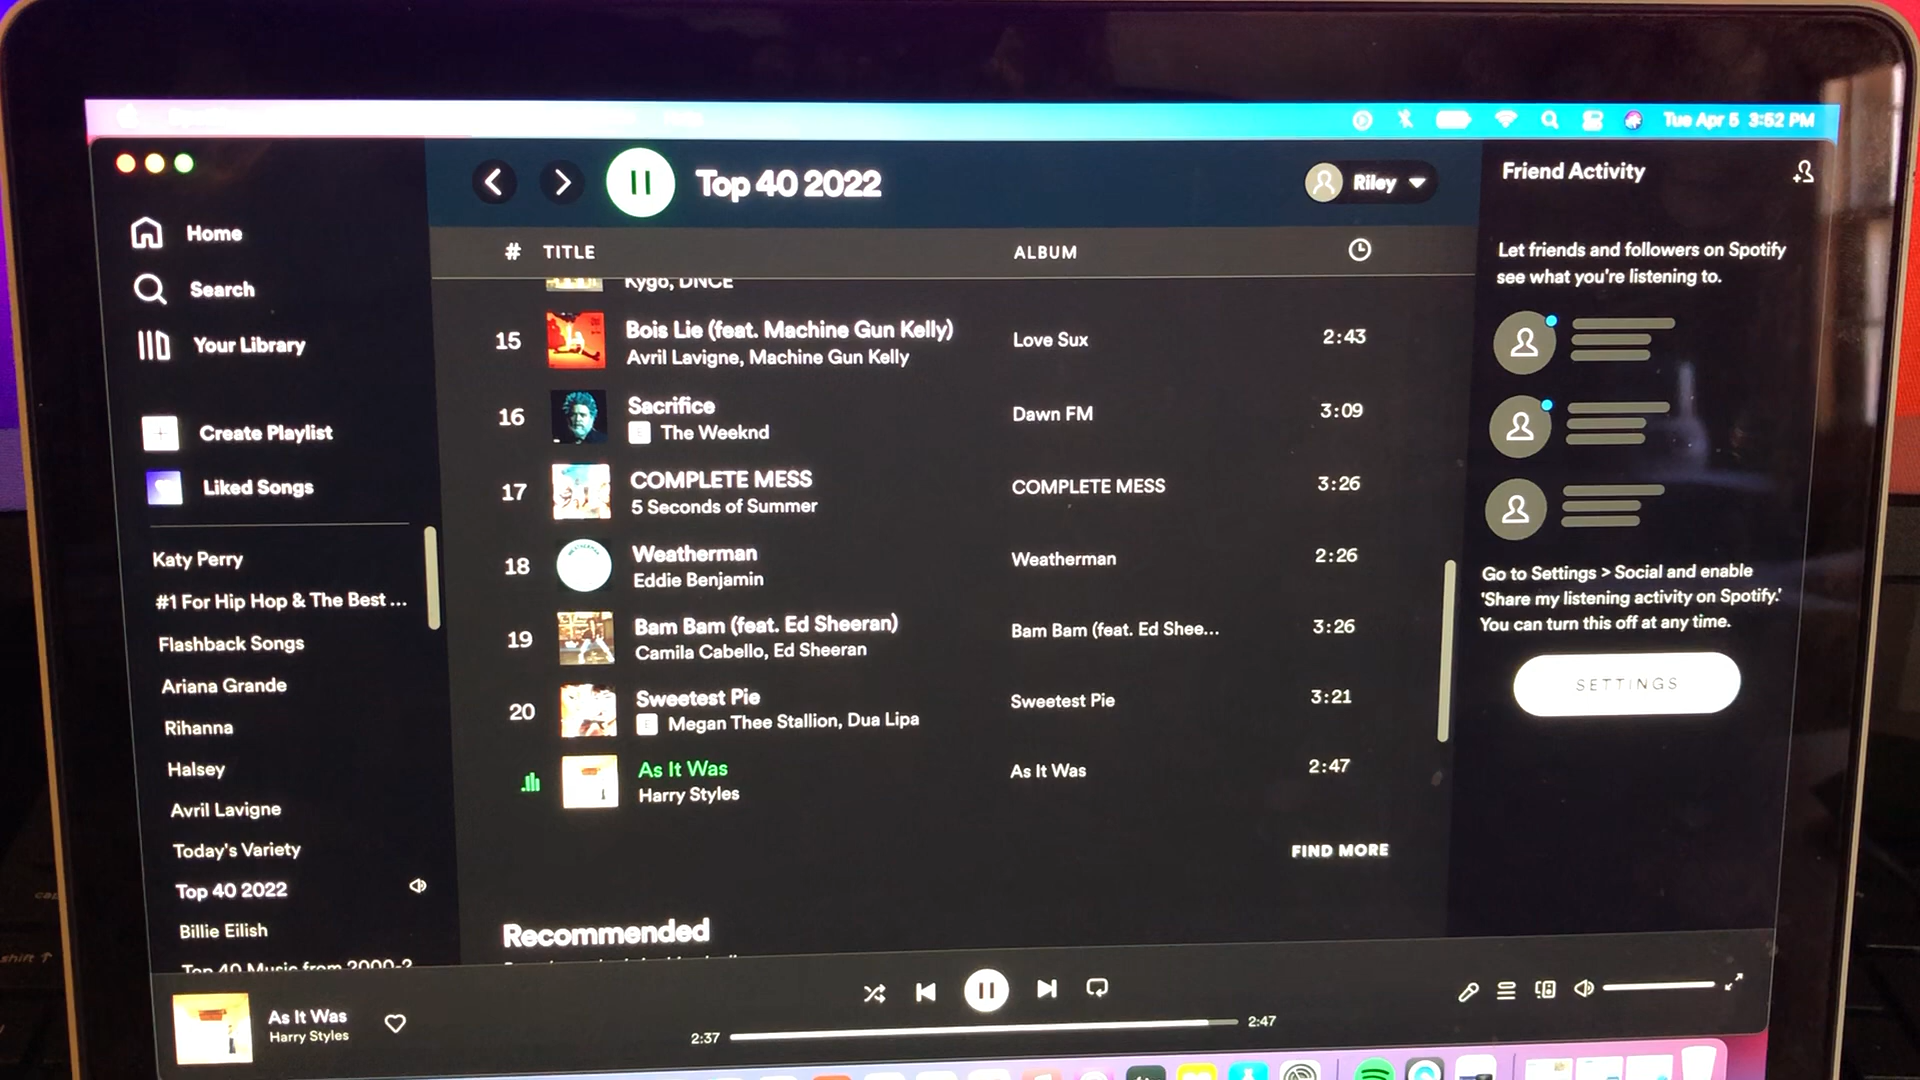 Tue Apr 5 3:52 PM
Top 40 2022
Riley
Friend Activity
Home
Search
Your Library
Create Playlist
Liked Songs
Katy Perry
#1 For Hip Hop & The Best ...
Flashback Songs
Ariana Grande
Rihanna
Halsey
Avril Lavigne
Today's Variety
Top 40 2022
Billie Eilish
Top 40 Music from 2000-2
# TITLE ALBUM
Kygo, DNCE
15 Bois Lie (feat. Machine Gun Kelly) Love Sux 2:43
Avril Lavigne, Machine Gun Kelly
16 Sacrifice Dawn FM 3:09
E The Weeknd
17 COMPLETE MESS COMPLETE MESS 3:26
5 Seconds of Summer
18 Weatherman Weatherman 2:26
Eddie Benjamin
19 Bam Bam (feat. Ed Sheeran) Bam Bam (feat. Ed Shee... 3:26
Camila Cabello, Ed Sheeran
20 Sweetest Pie Sweetest Pie 3:21
E Megan Thee Stallion, Dua Lipa
As It Was As It Was 2:47
Harry Styles
FIND MORE
Recommended
Let friends and followers on Spotify
see what you're listening to.
Go to Settings > Social and enable
'Share my listening activity on Spotify.'
You can turn this off at any time.
SETTINGS
As It Was
Harry Styles
2:37
2:47
shift